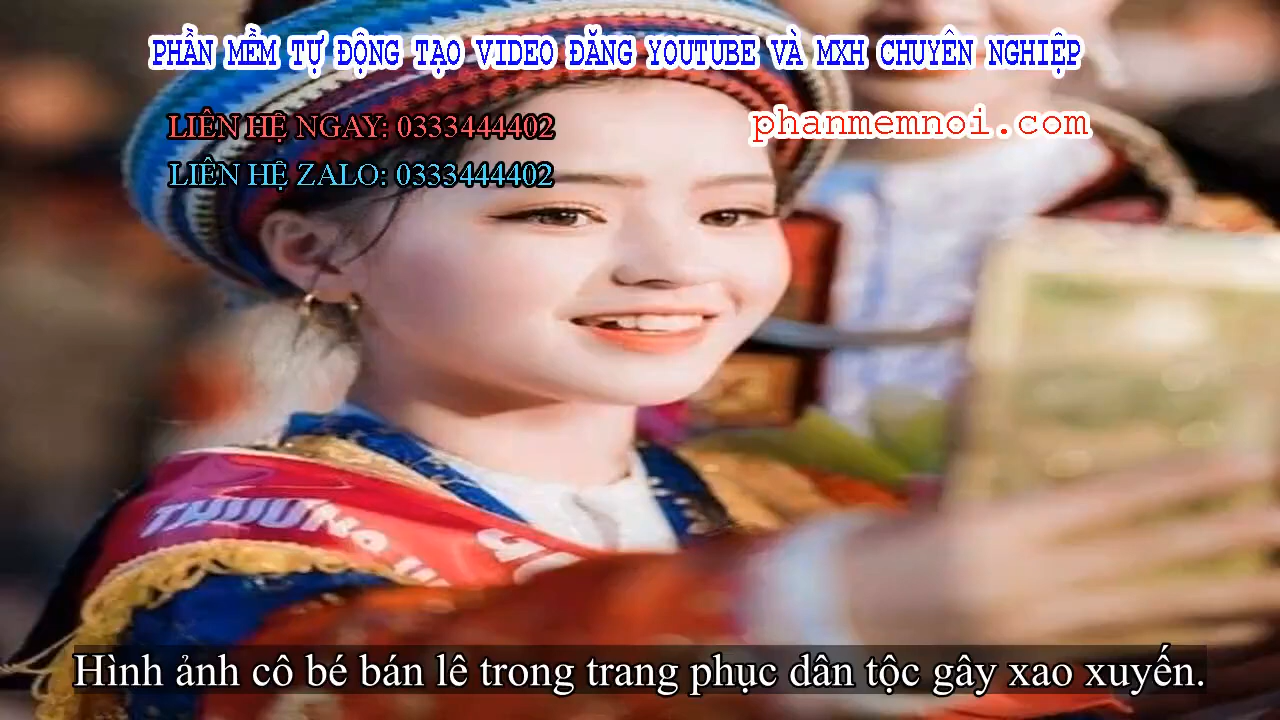 PHẦN MỀM TỰ ĐỘNG TẠO VIDEO ĐĂNG YOUTUBE VÀ MXH CHUYÊN NGHIỆP
LIÊN HỆ NGAY: 0333444402
phanmemnoi.com
LIÊN HỆ ZALO: 0333444402
Hình ảnh cô bé bán lê trong trang phục dân tộc gây xao xuyến.